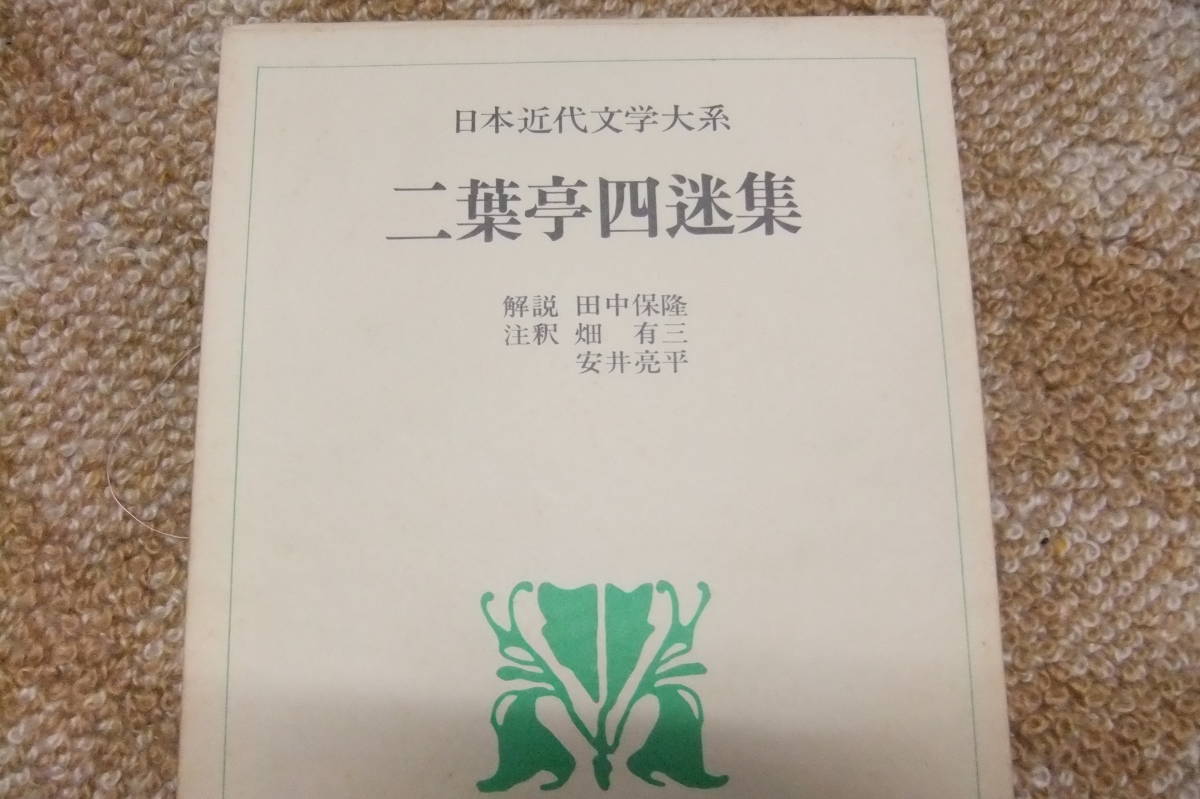 日本近代文学大系
二葉亭四迷集
解説 田中保隆
注釈 畑 有三
安井亮平